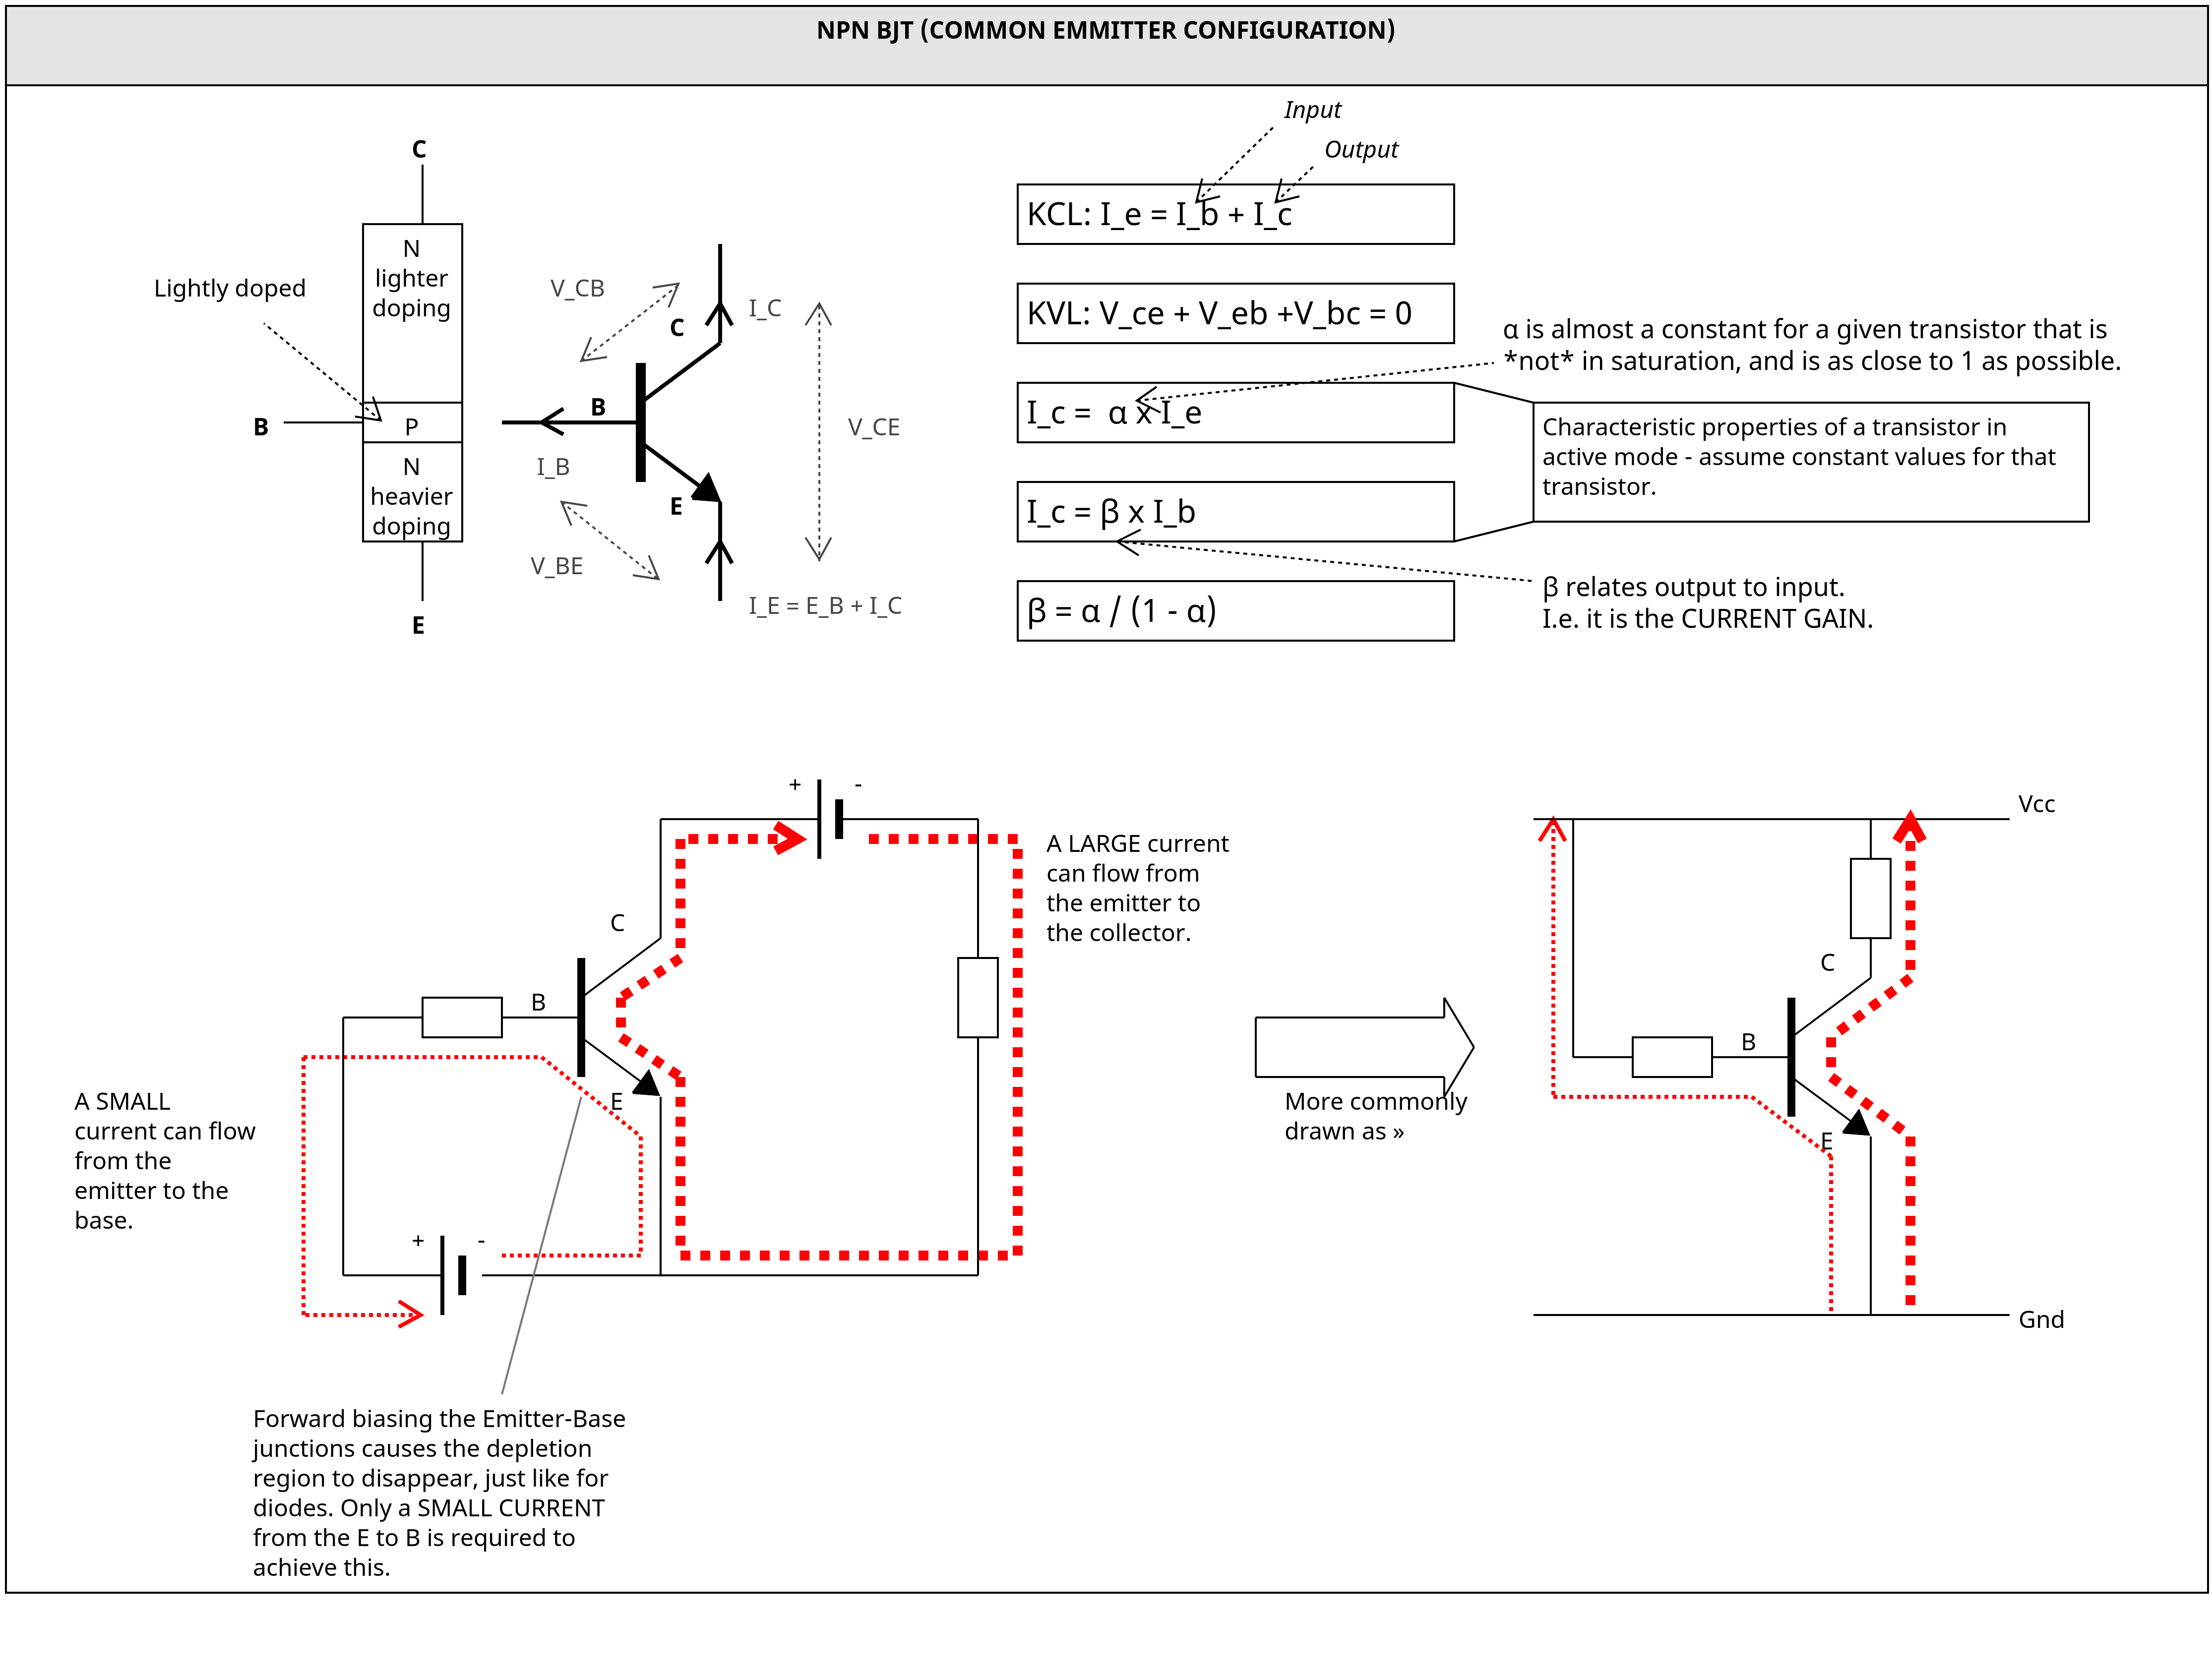 NPN BJT (COMMON EMMITTER CONFIGURATION)
C
N
lighter
doping
Lightly doped
B
P
N
heavier
doping
E
V_CB
C
I_C
B
I_B
V_CE
E
V_BE
I_E = E_B + I_C
Input
Output
KCL: I_e = I_b + I_c
KVL: V_ce + V_eb +V_bc = 0
I_c =  α x I_e
I_c = β x I_b
β = α / (1 - α)
α is almost a constant for a given transistor that is
*not* in saturation, and is as close to 1 as possible.
Characteristic properties of a transistor in
active mode - assume constant values for that
transistor.
β relates output to input.
I.e. it is the CURRENT GAIN.
+
-
C
B
E
A LARGE current
can flow from
the emitter to
the collector.
A SMALL
current can flow
from the
emitter to the
base.
+
-
Forward biasing the Emitter-Base
junctions causes the depletion
region to disappear, just like for
diodes. Only a SMALL CURRENT
from the E to B is required to
achieve this.
More commonly
drawn as »
Vcc
C
B
E
Gnd